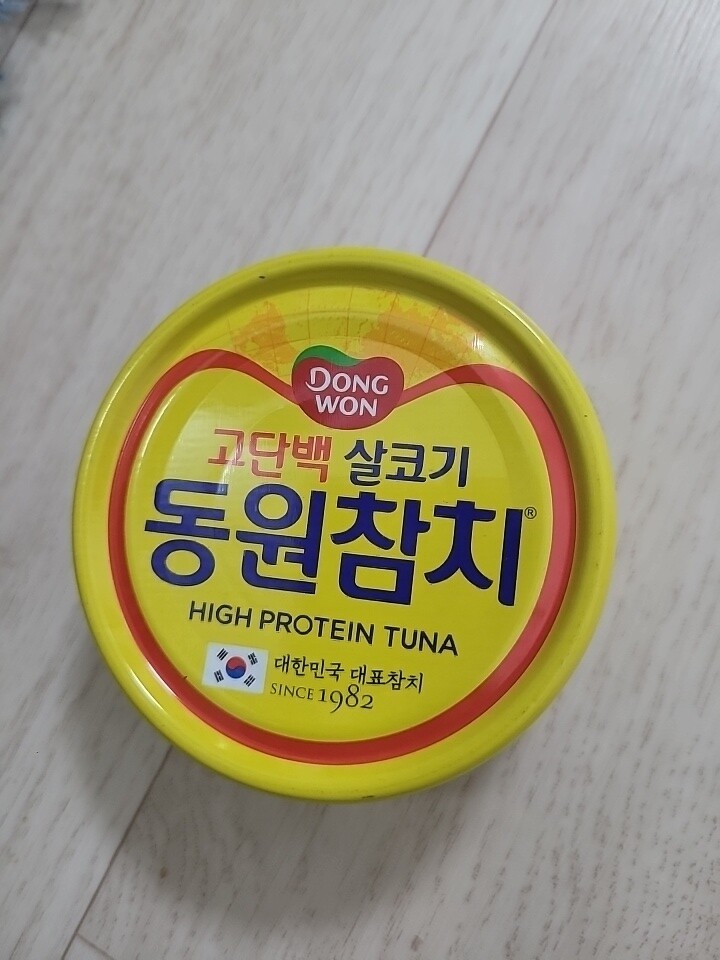 DONG
WON
고단백 살코기
동원참치®
HIGH PROTEIN TUNA
대한민국 대표참치
SINCE 1982